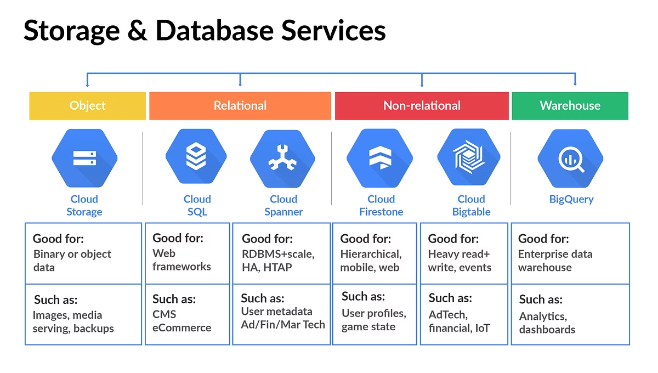 Storage & Database Services
Object
Relational
Non-relational
Warehouse
Cloud
Storage
Cloud
SQL
Cloud
Spanner
Cloud
Firestone
Cloud
Bigtable
BigQuery
Good for:
Binary or object
data
Good for:
Web
frameworks
Good for:
RDBMS+scale,
HA, HTAP
Good for:
Hierarchical,
mobile, web
Good for:
Heavy read+
write, events
Good for:
Enterprise data
warehouse
Such as:
Images, media
serving, backups
Such as:
CMS
eCommerce
Such as:
User metadata
Ad/Fin/Mar Tech
Such as:
User profiles,
game state
Such as:
AdTech,
financial, IoT
Such as:
Analytics,
dashboards